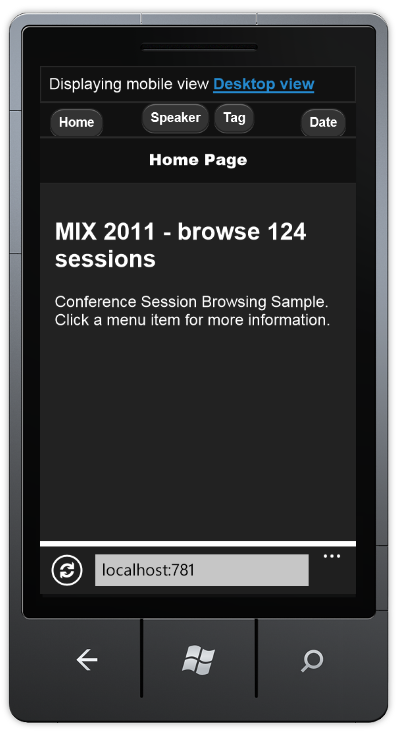 Displaying mobile view Desktop view
Home Speaker Tag Date
Home Page
MIX 2011 - browse 124
sessions
Conference Session Browsing Sample.
Click a menu item for more information.
localhost:781